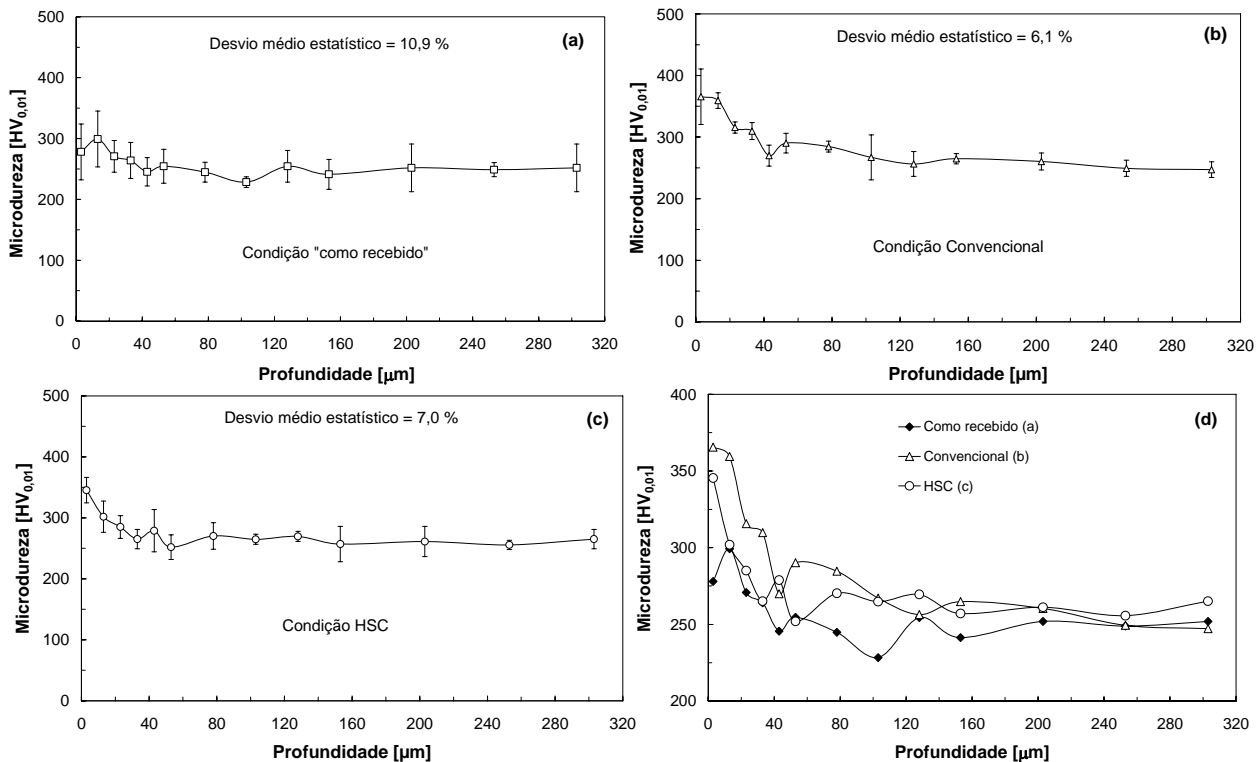 Desvio médio estatístico = 10,9 %
(a)
Microdureza [HV0,01]
500
400
300
200
100
0
Condição "como recebido"
0 40 80 120 160 200 240 280 320
Profundidade [µm]
Desvio médio estatístico = 6,1 %
(b)
Microdureza [HV0,01]
500
400
300
200
100
0
Condição Convencional
0 40 80 120 160 200 240 280 320
Profundidade [µm]
Desvio médio estatístico = 7,0 %
(c)
Microdureza [HV0,01]
500
400
300
200
100
0
Condição HSC
0 40 80 120 160 200 240 280 320
Profundidade [µm]
(d)
Como recebido (a)
Convencional (b)
HSC (c)
Microdureza [HV0,01]
400
350
300
250
200
0 40 80 120 160 200 240 280 320
Profundidade [µm]